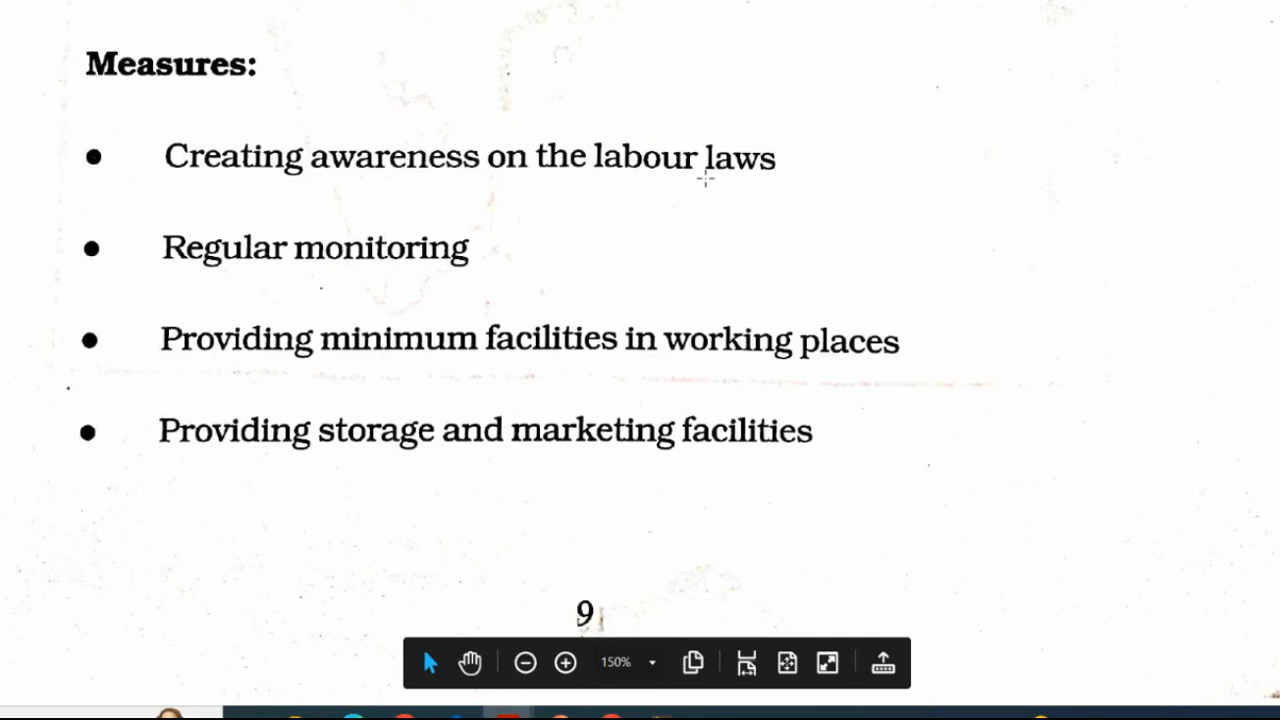 Measures:
● Creating awareness on the labour laws
● Regular monitoring
● Providing minimum facilities in working places
● Providing storage and marketing facilities
9
150%